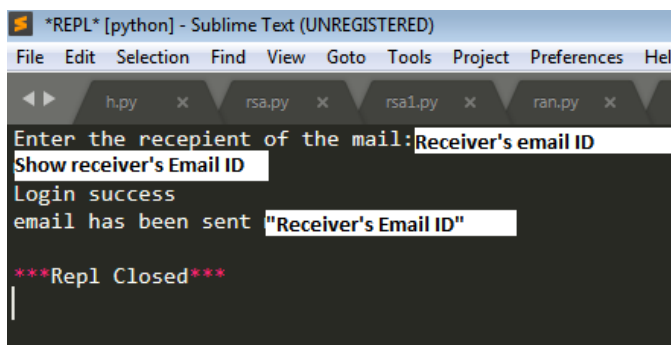 *REPL* [python] - Sublime Text (UNREGISTERED)
File Edit Selection Find View Goto Tools Project Preferences Hel
h.py × rsa.py × rsa1.py × ran.py ×
Enter the recepient of the mail:Receiver's email ID
Show receiver's Email ID
Login success
email has been sent "Receiver's Email ID"
***Repl Closed***